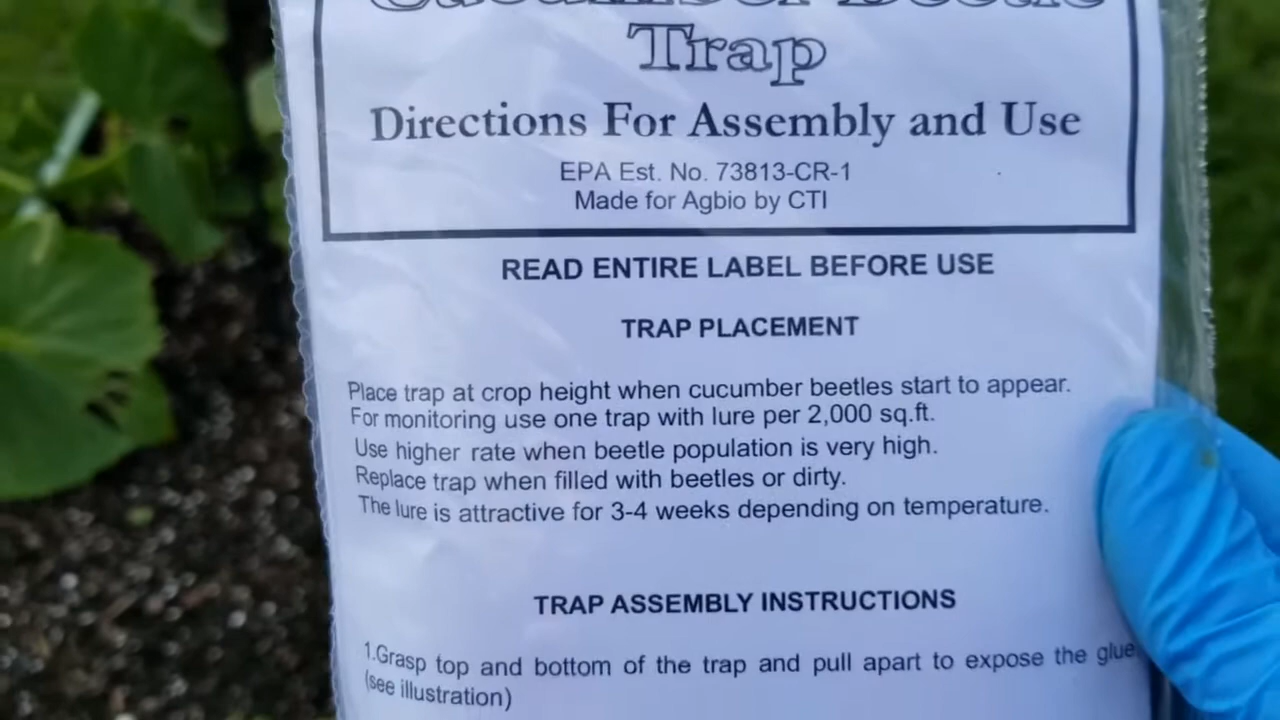 Cucumber Beetle
Trap
Directions For Assembly and Use
EPA Est. No. 73813-CR-1
Made for Agbio by CTI
READ ENTIRE LABEL BEFORE USE
TRAP PLACEMENT
Place trap at crop height when cucumber beetles start to appear.
For monitoring use one trap with lure per 2,000 sq.ft.
Use higher rate when beetle population is very high.
Replace trap when filled with beetles or dirty.
The lure is attractive for 3-4 weeks depending on temperature.
TRAP ASSEMBLY INSTRUCTIONS
1.Grasp top and bottom of the trap and pull apart to expose the glue
(see illustration)